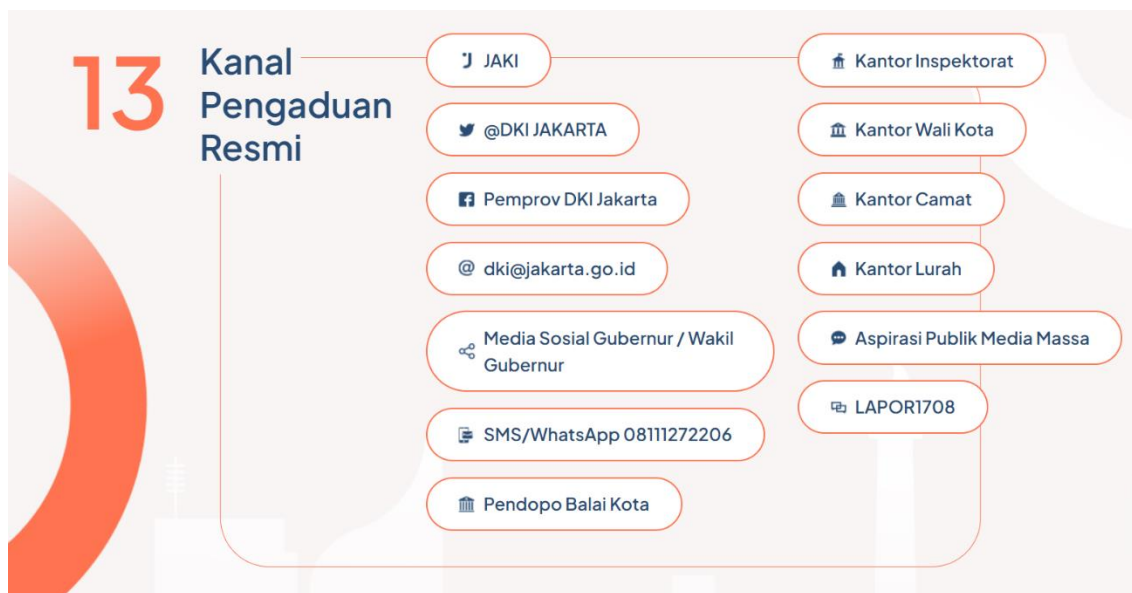 13
Kanal
Pengaduan
Resmi
JAKI
@DKI JAKARTA
Pemprov DKI Jakarta
dki@jakarta.go.id
Media Sosial Gubernur / Wakil
Gubernur
SMS/WhatsApp 08111272206
Pendopo Balai Kota
Kantor Inspektorat
Kantor Wali Kota
Kantor Camat
Kantor Lurah
Aspirasi Publik Media Massa
LAPOR1708